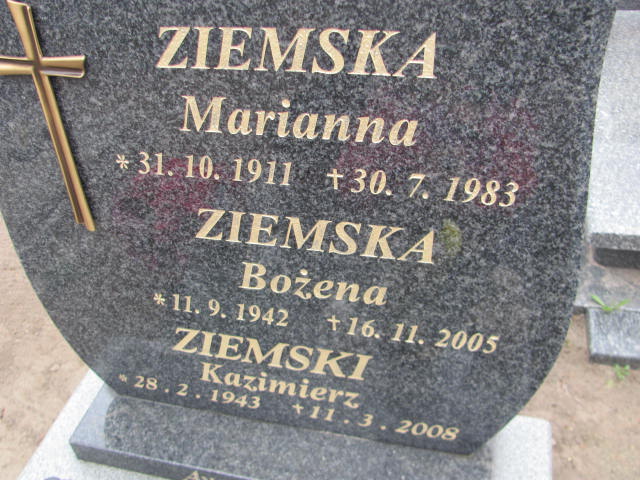 ZIEMSKA
Marianna
* 31. 10. 1911 † 30. 7. 1983
ZIEMSKA
Bożena
* 11. 9. 1942 † 16. 11. 2005
ZIEMSKI
Kazimierz
* 28 . 2 . 1943 † 11 . 3 . 2008